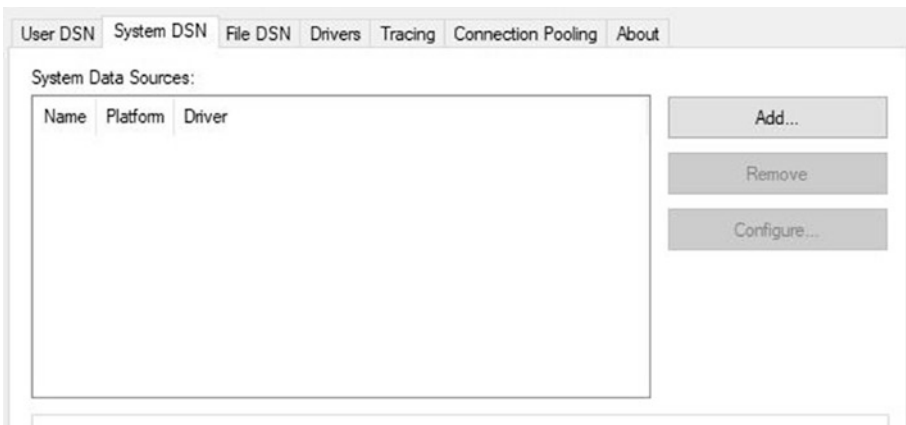 User DSN System DSN File DSN Drivers Tracing Connection Pooling About
System Data Sources:
Name Platform Driver
Add...
Remove
Configure...